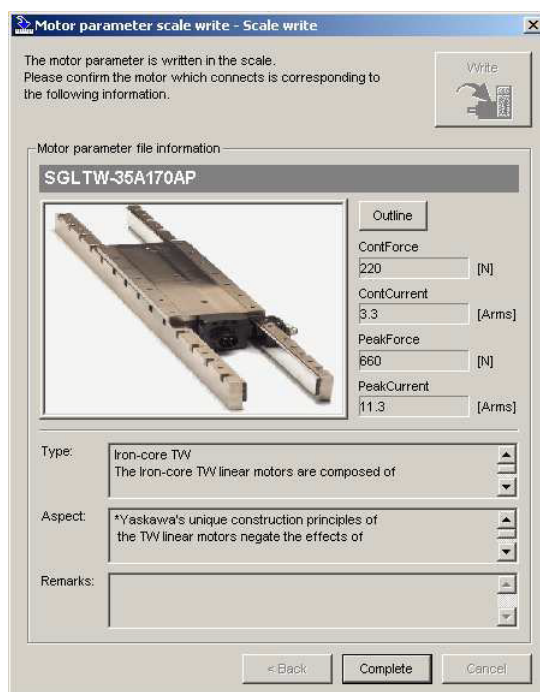 Motor parameter scale write - Scale write
The motor parameter is written in the scale.
Please confirm the motor which connects is corresponding to
the following information.
Write
Motor parameter file information
SGLTW-35A170AP
Outline
ContForce
220 [N]
ContCurrent
3.3 [Arms]
PeakForce
660 [N]
PeakCurrent
11.3 [Arms]
Type: Iron-core TW
The Iron-core TW linear motors are composed of
Aspect: *Yaskawa's unique construction principles of
the TW linear motors negate the effects of
Remarks:
< Back Complete Cancel